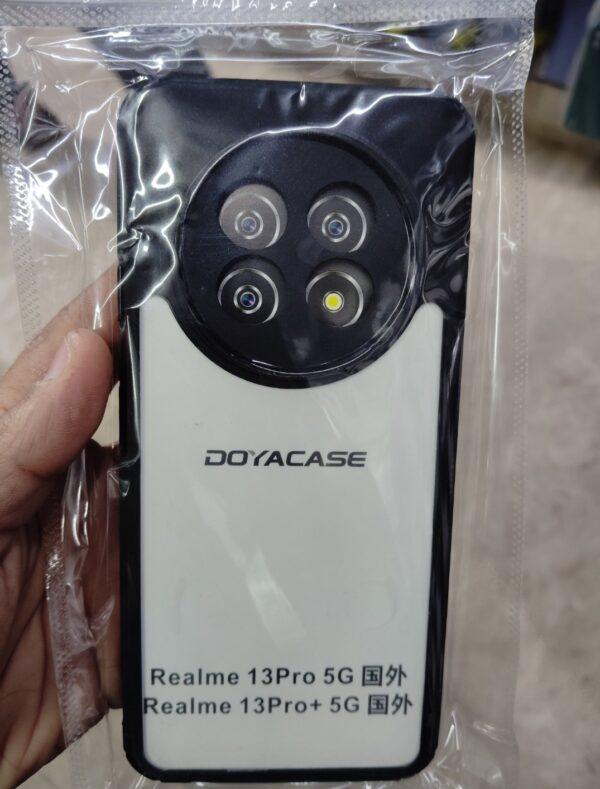 DOYACASE
Realme 13Pro 5G 国外
Realme 13Pro+ 5G 国外